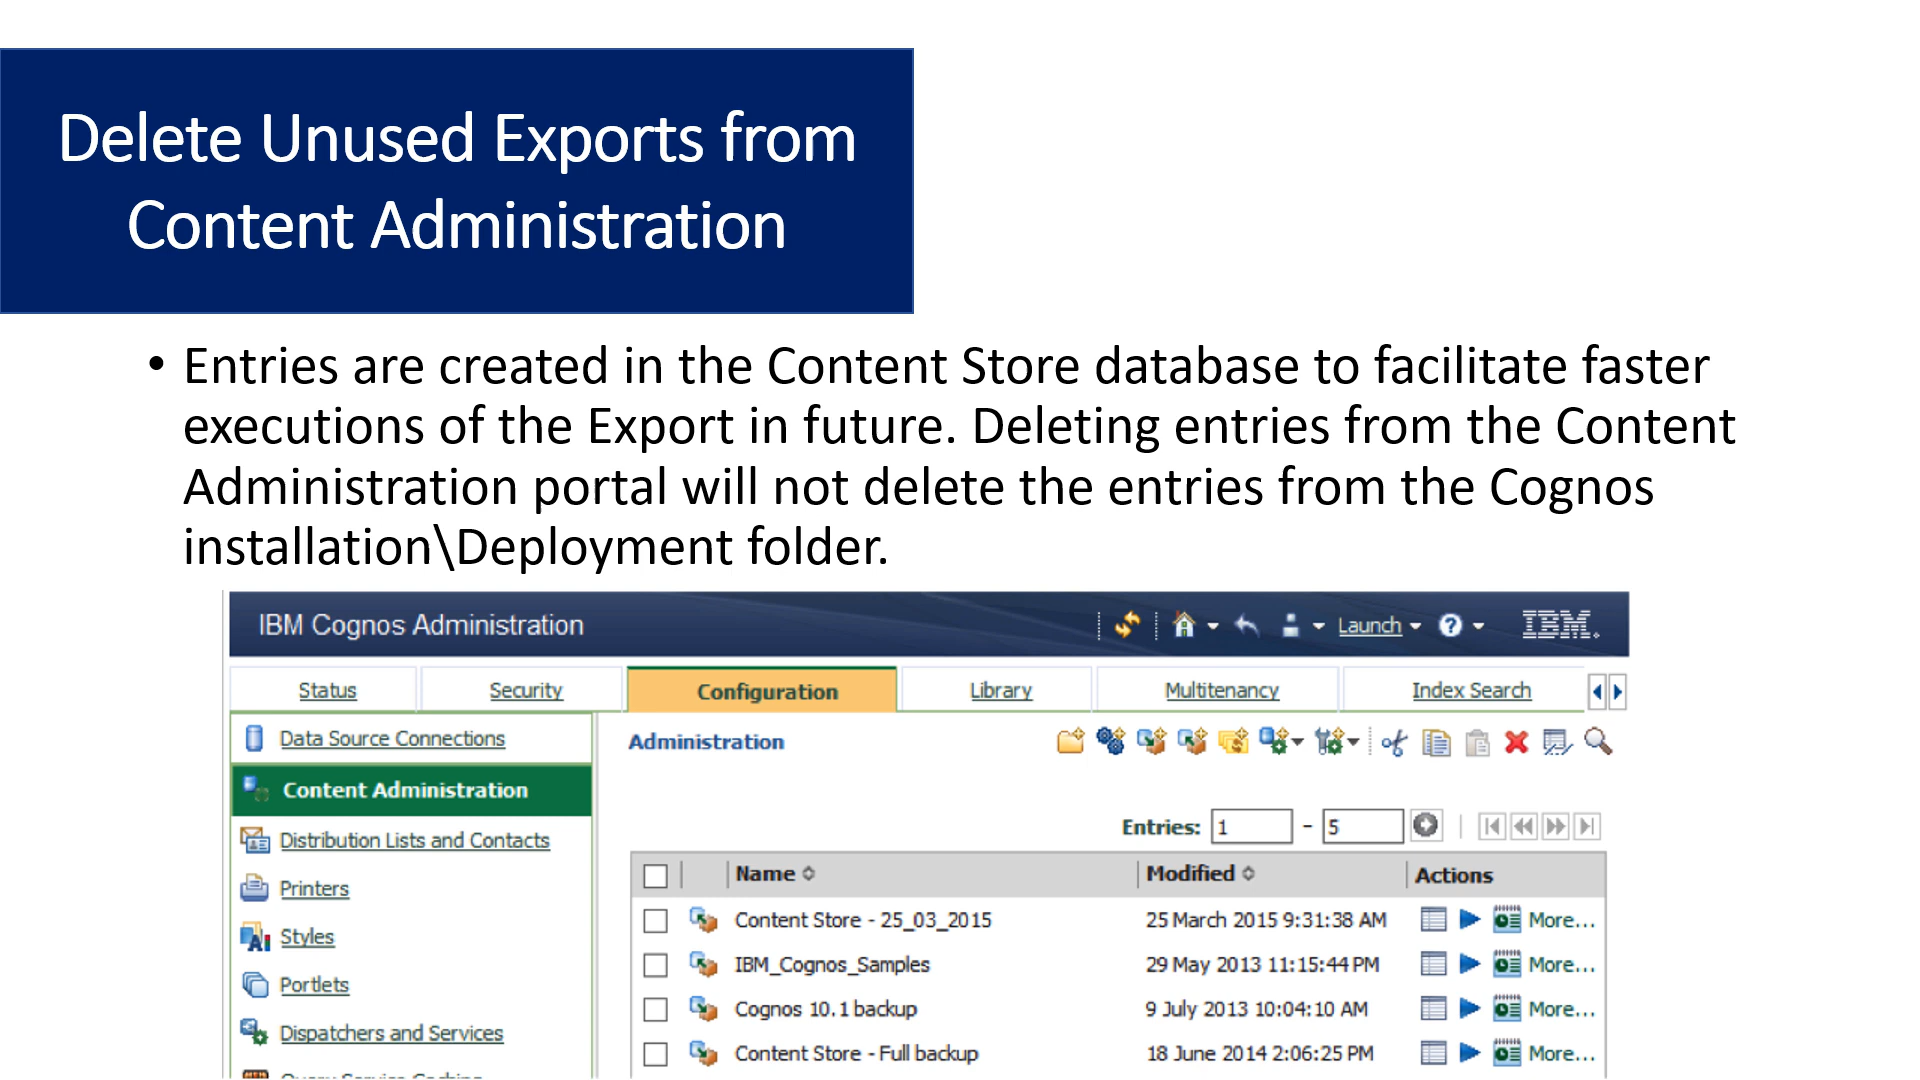 Delete Unused Exports from
Content Administration
• Entries are created in the Content Store database to facilitate faster
executions of the Export in future. Deleting entries from the Content
Administration portal will not delete the entries from the Cognos
installation\Deployment folder.
IBM Cognos Administration
Launch
IBM.
Status
Security
Configuration
Library
Multitenancy
Index Search
Data Source Connections
Content Administration
Distribution Lists and Contacts
Printers
Styles
Portlets
Dispatchers and Services
Administration
Entries: 1 - 5
Name Modified Actions
Content Store - 25_03_2015 25 March 2015 9:31:38 AM More...
IBM_Cognos_Samples 29 May 2013 11:15:44 PM More...
Cognos 10.1 backup 9 July 2013 10:04:10 AM More...
Content Store - Full backup 18 June 2014 2:06:25 PM More...